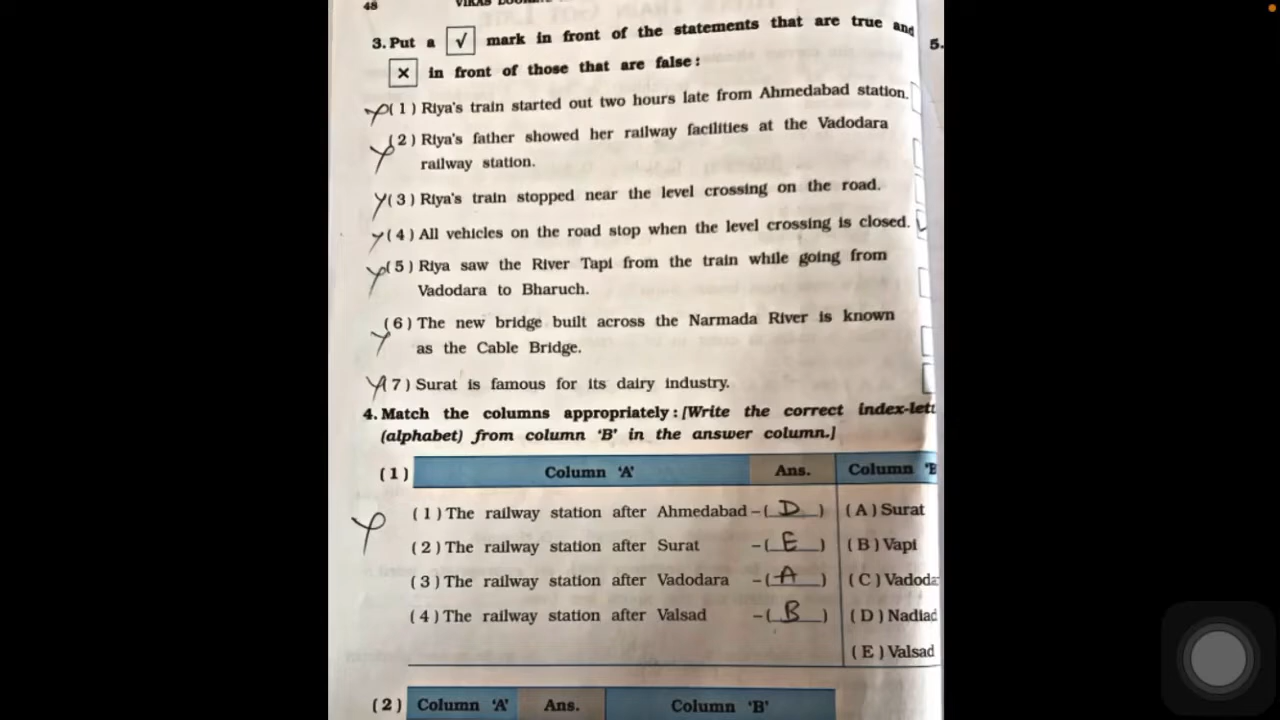 48
3. Put a √ mark in front of the statements that are true and
5.
× in front of those that are false :
( 1 ) Riya's train started out two hours late from Ahmedabad station.
( 2 ) Riya's father showed her railway facilities at the Vadodara
railway station.
( 3 ) Riya's train stopped near the level crossing on the road.
( 4 ) All vehicles on the road stop when the level crossing is closed.
( 5 ) Riya saw the River Tapi from the train while going from
Vadodara to Bharuch.
( 6 ) The new bridge built across the Narmada River is known
as the Cable Bridge.
7 ) Surat is famous for its dairy industry.
4. Match the columns appropriately : [Write the correct index-lett
(alphabet) from column 'B' in the answer column.]
( 1 ) Column 'A' Ans. Column 'B
( 1 ) The railway station after Ahmedabad – ( D ) ( A ) Surat
( 2 ) The railway station after Surat – ( E ) ( B ) Vapi
( 3 ) The railway station after Vadodara – ( A ) ( C ) Vadoda
( 4 ) The railway station after Valsad – ( B ) ( D ) Nadiad
( E ) Valsad
( 2 ) Column 'A' Ans. Column 'B'